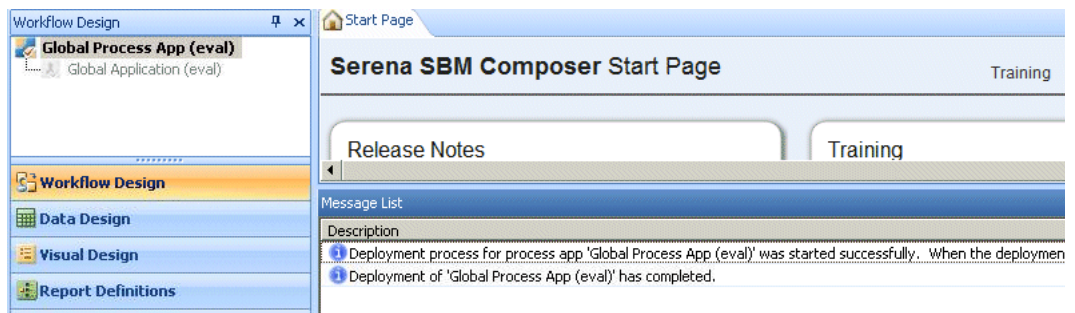 Workflow Design
Global Process App (eval)
Global Application (eval)
Workflow Design
Data Design
Visual Design
Report Definitions
Start Page
Serena SBM Composer Start Page
Training
Release Notes
Training
Message List
Description
Deployment process for process app 'Global Process App (eval)' was started successfully. When the deploymen
Deployment of 'Global Process App (eval)' has completed.